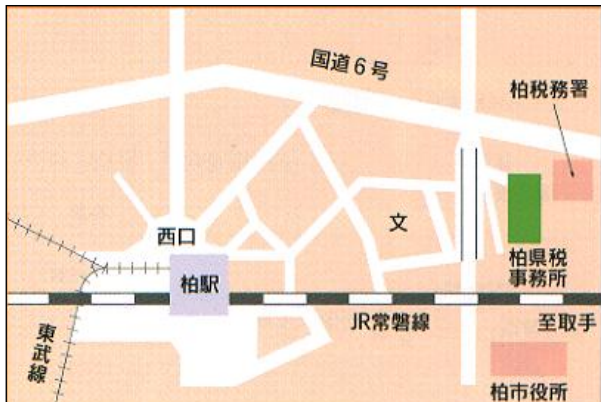 国道6号
柏税務署
西口
文
柏駅
柏県税
事務所
JR常磐線
至取手
東武線
柏市役所